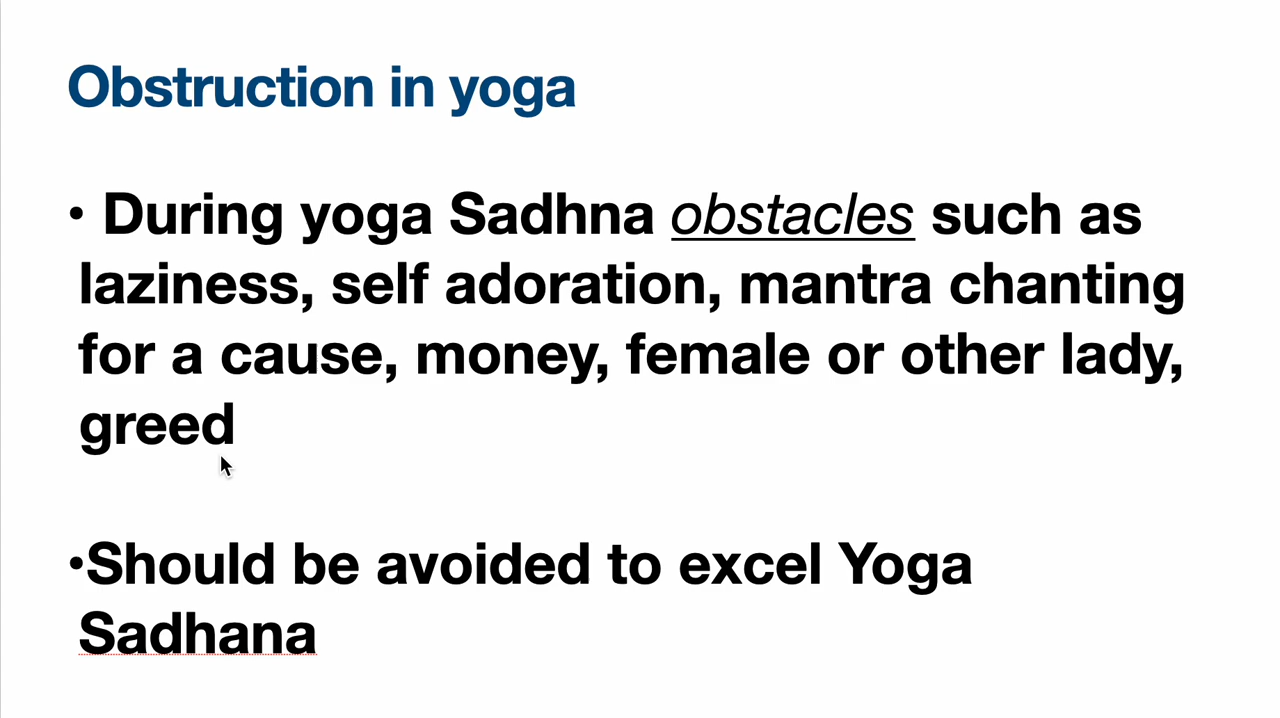 Obstruction in yoga
• During yoga Sadhna obstacles such as
laziness, self adoration, mantra chanting
for a cause, money, female or other lady,
greed
•Should be avoided to excel Yoga
Sadhana